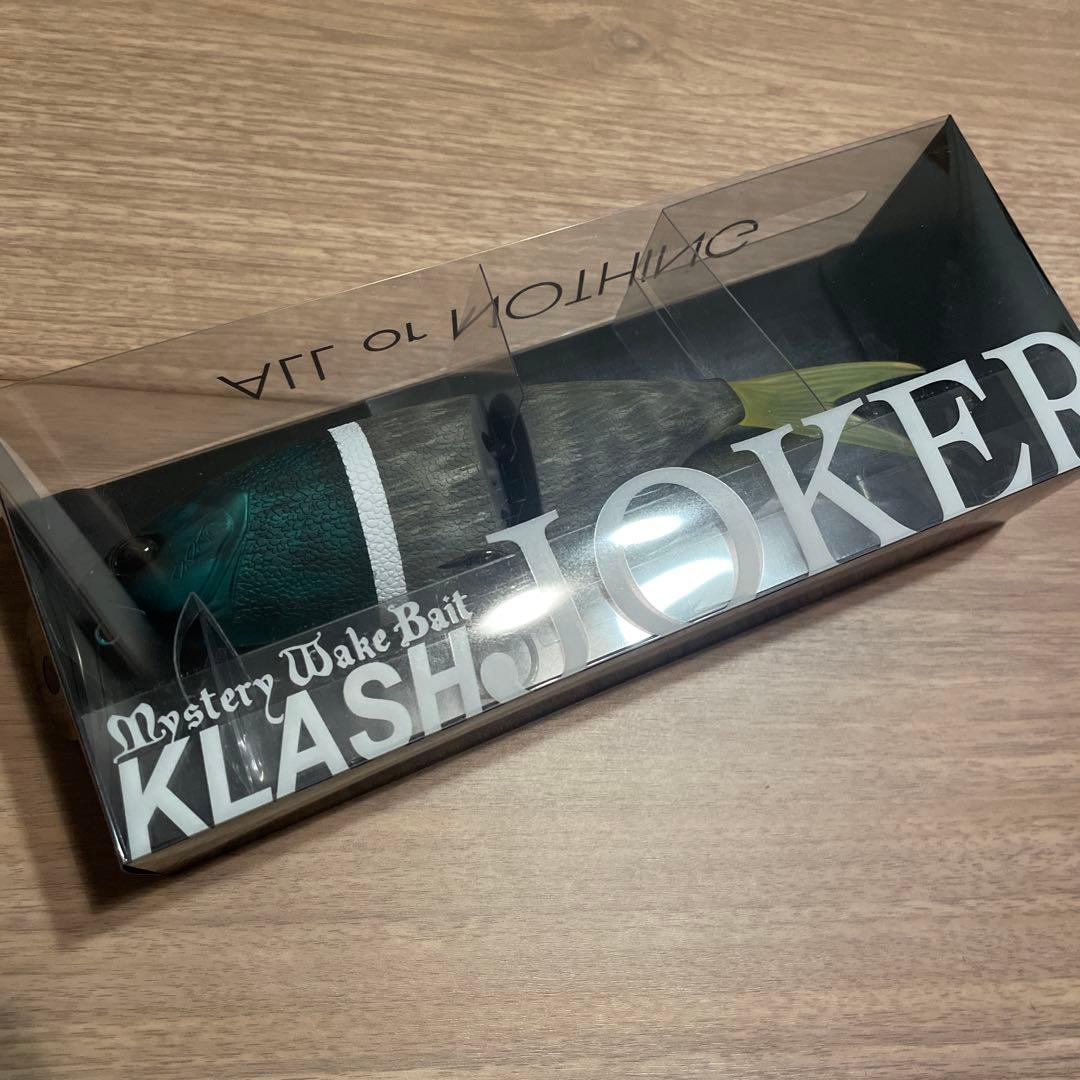 ALL or NOTHING
Mystery Wake Bait
KLASH JOKER